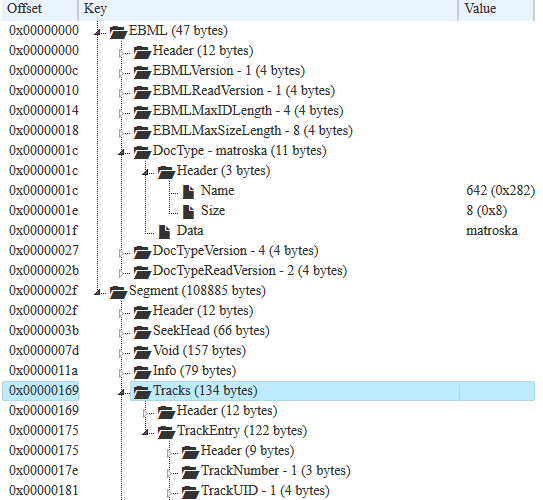 Offset Key Value
0x00000000 EBML (47 bytes)
0x00000000 Header (12 bytes)
0x0000000c EBMLVersion - 1 (4 bytes)
0x00000010 EBMLReadVersion - 1 (4 bytes)
0x00000014 EBMLMaxIDLength - 4 (4 bytes)
0x00000018 EBMLMaxSizeLength - 8 (4 bytes)
0x0000001c DocType - matroska (11 bytes)
0x0000001c Header (3 bytes)
0x0000001c Name 642 (0x282)
0x0000001e Size 8 (0x8)
0x0000001f Data matroska
0x00000027 DocTypeVersion - 4 (4 bytes)
0x0000002b DocTypeReadVersion - 2 (4 bytes)
0x0000002f Segment (108885 bytes)
0x0000002f Header (12 bytes)
0x0000003b SeekHead (66 bytes)
0x0000007d Void (157 bytes)
0x0000011a Info (79 bytes)
0x00000169 Tracks (134 bytes)
0x00000169 Header (12 bytes)
0x00000175 TrackEntry (122 bytes)
0x00000175 Header (9 bytes)
0x0000017e TrackNumber - 1 (3 bytes)
0x00000181 TrackUID - 1 (4 bytes)